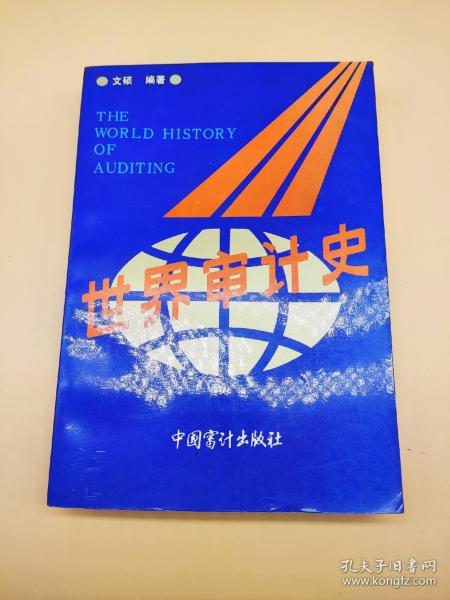 文硕 编著
THE
WORLD HISTORY
OF
AUDITING
世界审计史
中国审计出版社
孔夫子旧书网
www.kongfz.com